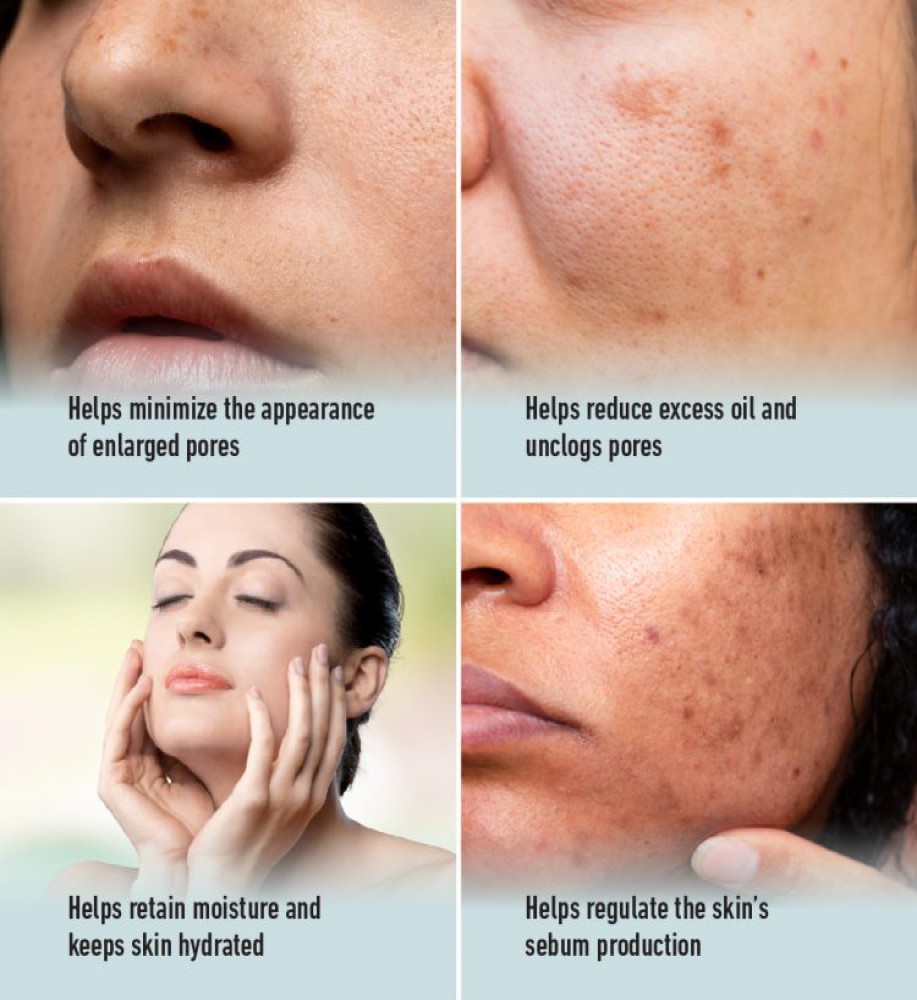 Helps minimize the appearance
of enlarged pores
Helps reduce excess oil and
unclogs pores
Helps retain moisture and
keeps skin hydrated
Helps regulate the skin's
sebum production